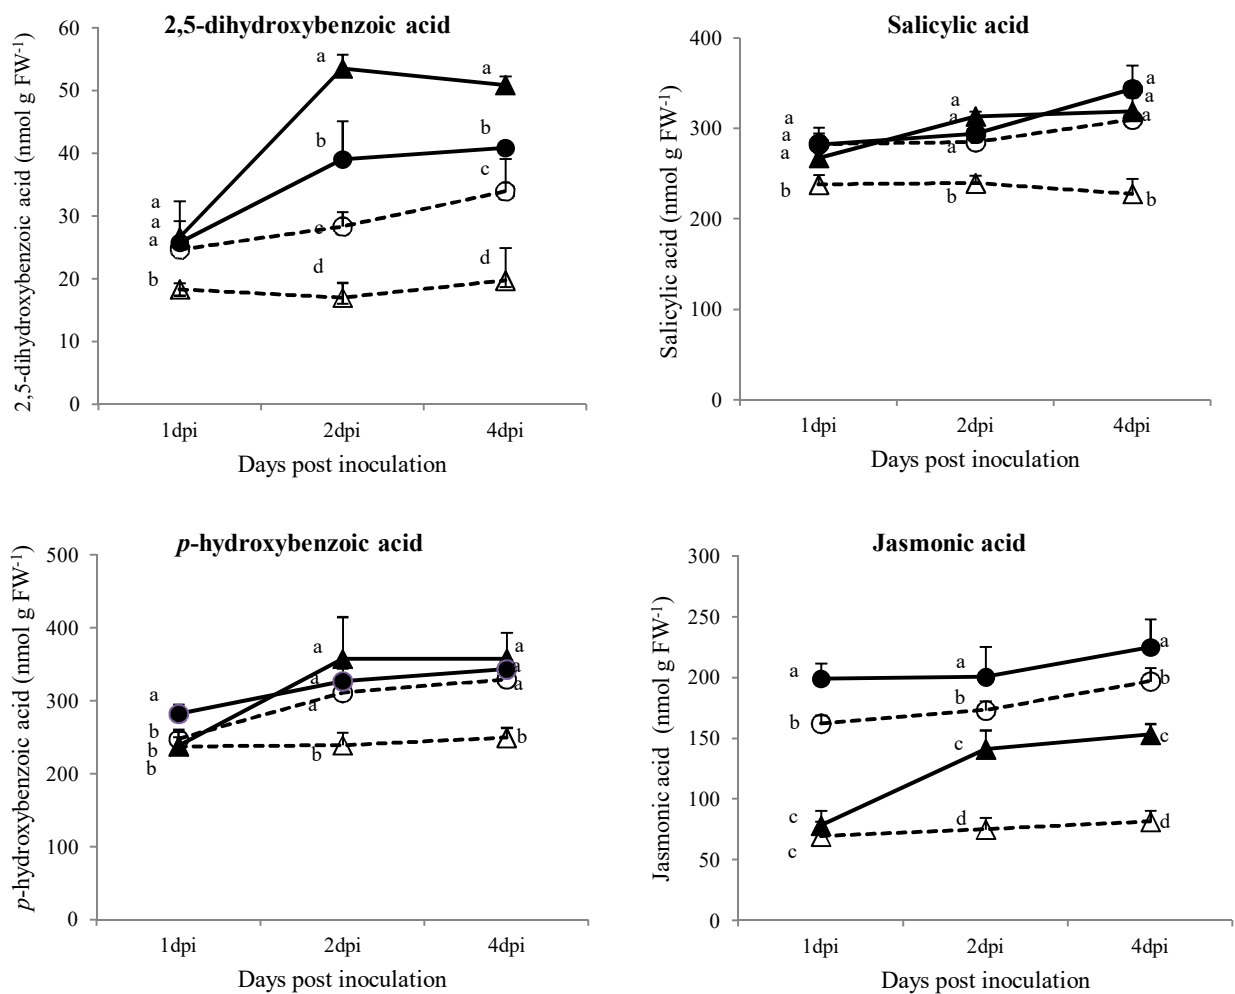 2,5-dihydroxybenzoic acid
2,5-dihydroxybenzoic acid (nmol g FW-1)
60
50
40
30
20
10
0
a
a
a
b
a
b
c
d
a
b
c
d
1dpi
2dpi
4dpi
Days post inoculation
Salicylic acid
Salicylic acid (nmol g FW-1)
400
300
200
100
0
a
a
a
b
a
a
a
b
a
a
a
b
1dpi
2dpi
4dpi
Days post inoculation
p-hydroxybenzoic acid
p-hydroxybenzoic acid (nmol g FW-1)
500
400
300
200
100
0
a
b
b
b
a
a
a
b
a
a
a
b
1dpi
2dpi
4dpi
Days post inoculation
Jasmonic acid
Jasmonic acid (nmol g FW-1)
300
250
200
150
100
50
0
a
b
c
c
a
b
c
d
a
b
c
d
1dpi
2dpi
4dpi
Days post inoculation